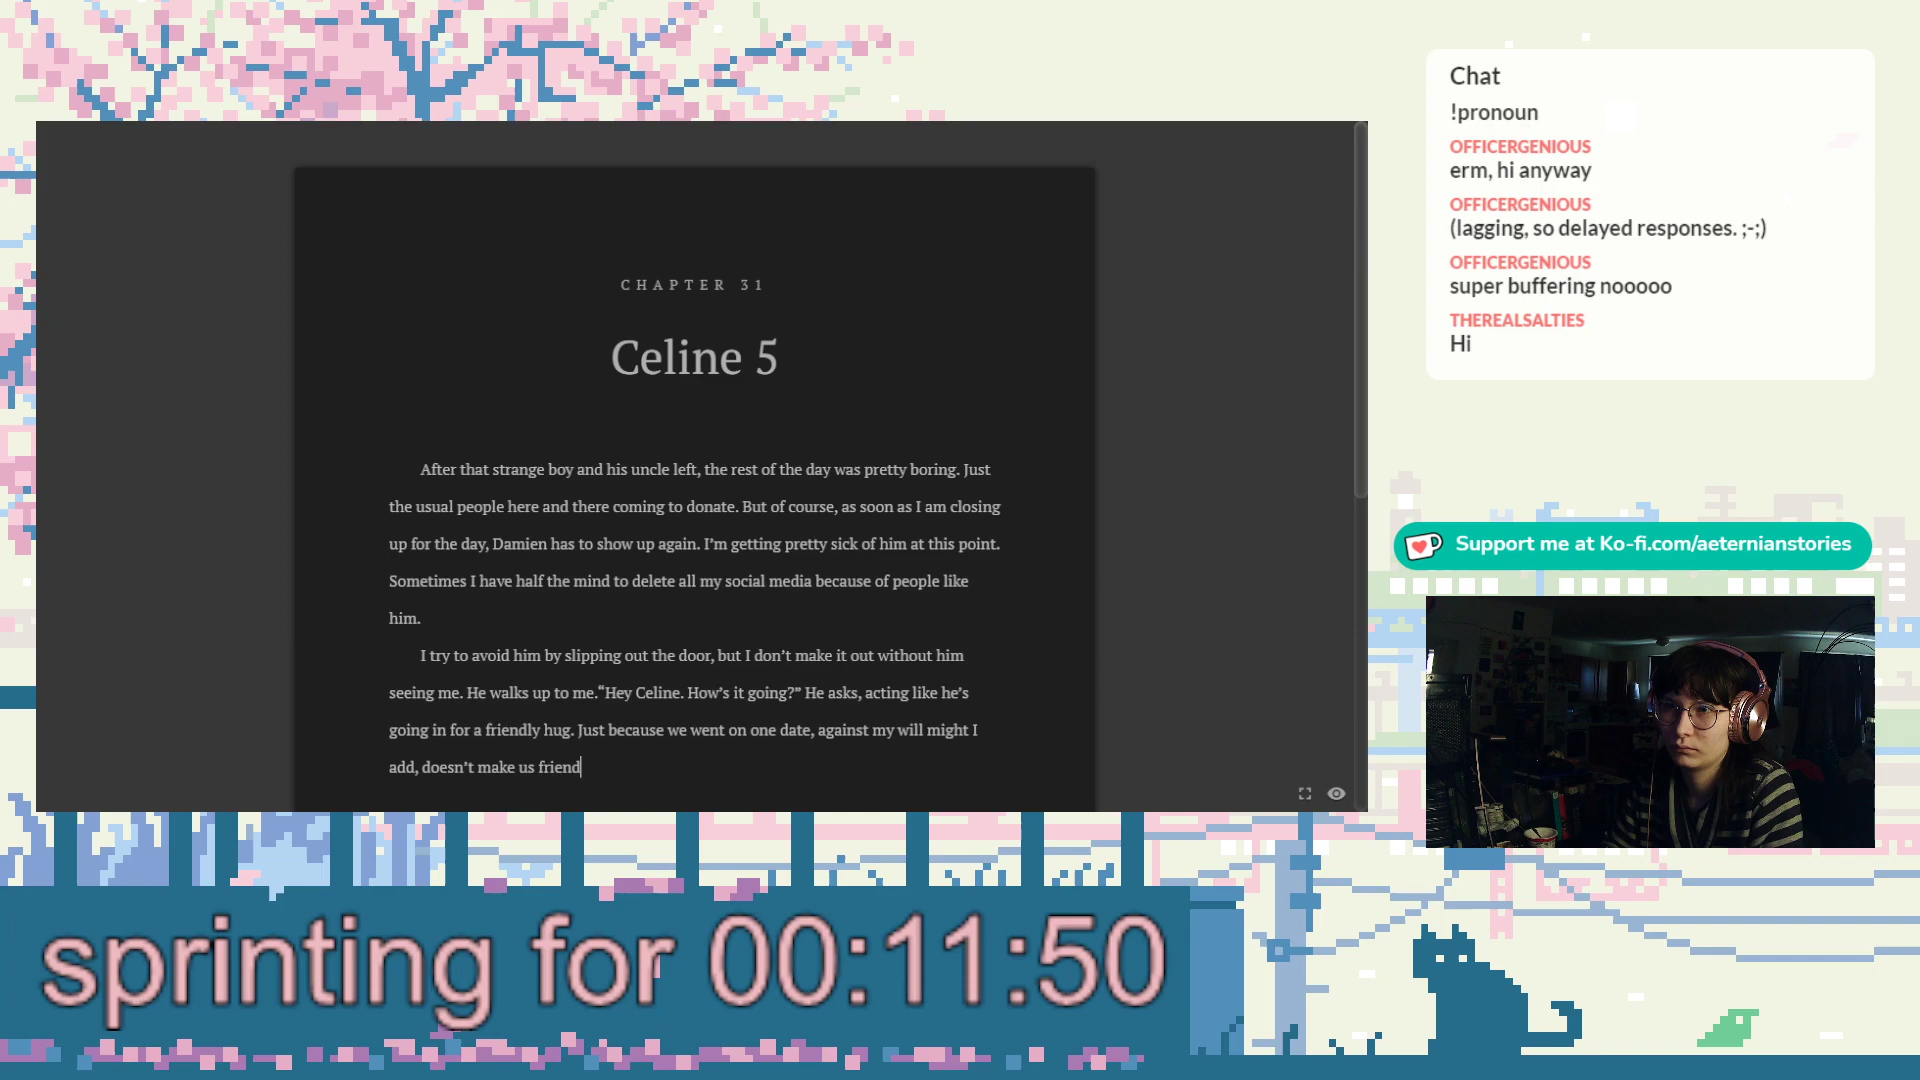 CHAPTER 31
Celine 5
After that strange boy and his uncle left, the rest of the day was pretty boring. Just
the usual people here and there coming to donate. But of course, as soon as I am closing
up for the day, Damien has to show up again. I’m getting pretty sick of him at this point.
Sometimes I have half the mind to delete all my social media because of people like
him.
I try to avoid him by slipping out the door, but I don’t make it out without him
seeing me. He walks up to me.“Hey Celine. How’s it going?” He asks, acting like he’s
going in for a friendly hug. Just because we went on one date, against my will might I
add, doesn’t make us friend
Chat
!pronoun
OFFICERGENIOUS
erm, hi anyway
OFFICERGENIOUS
(lagging, so delayed responses. ;-;)
OFFICERGENIOUS
super buffering nooooo
THEREALSALTIES
Hi
Support me at Ko-fi.com/aeternianstories
sprinting for 00:11:50